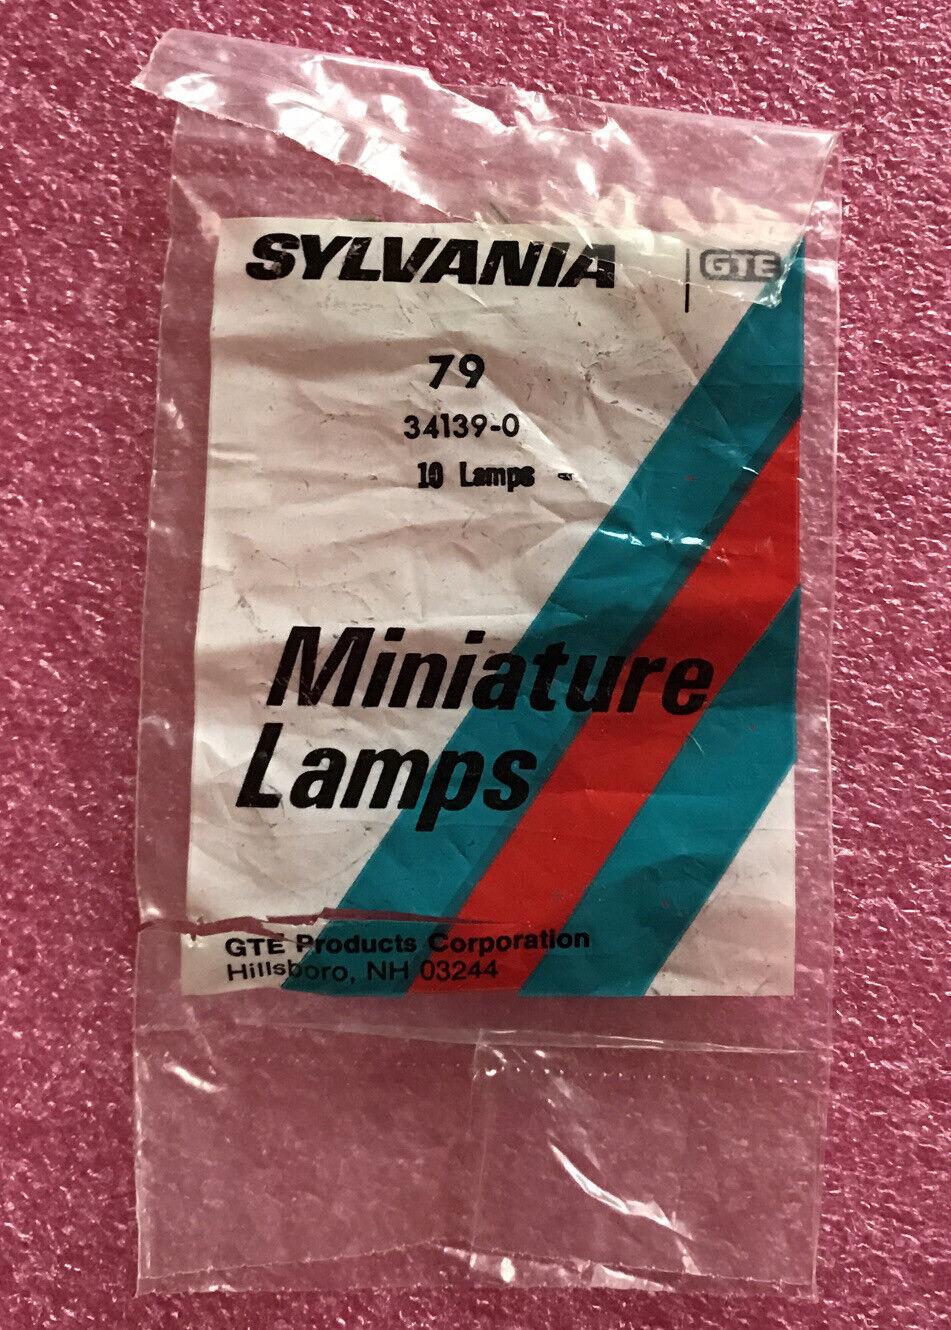 SYLVANIA | GTE
79
34139-0
10 Lamps
Miniature
Lamps
GTE Products Corporation
Hillsboro, NH 03244